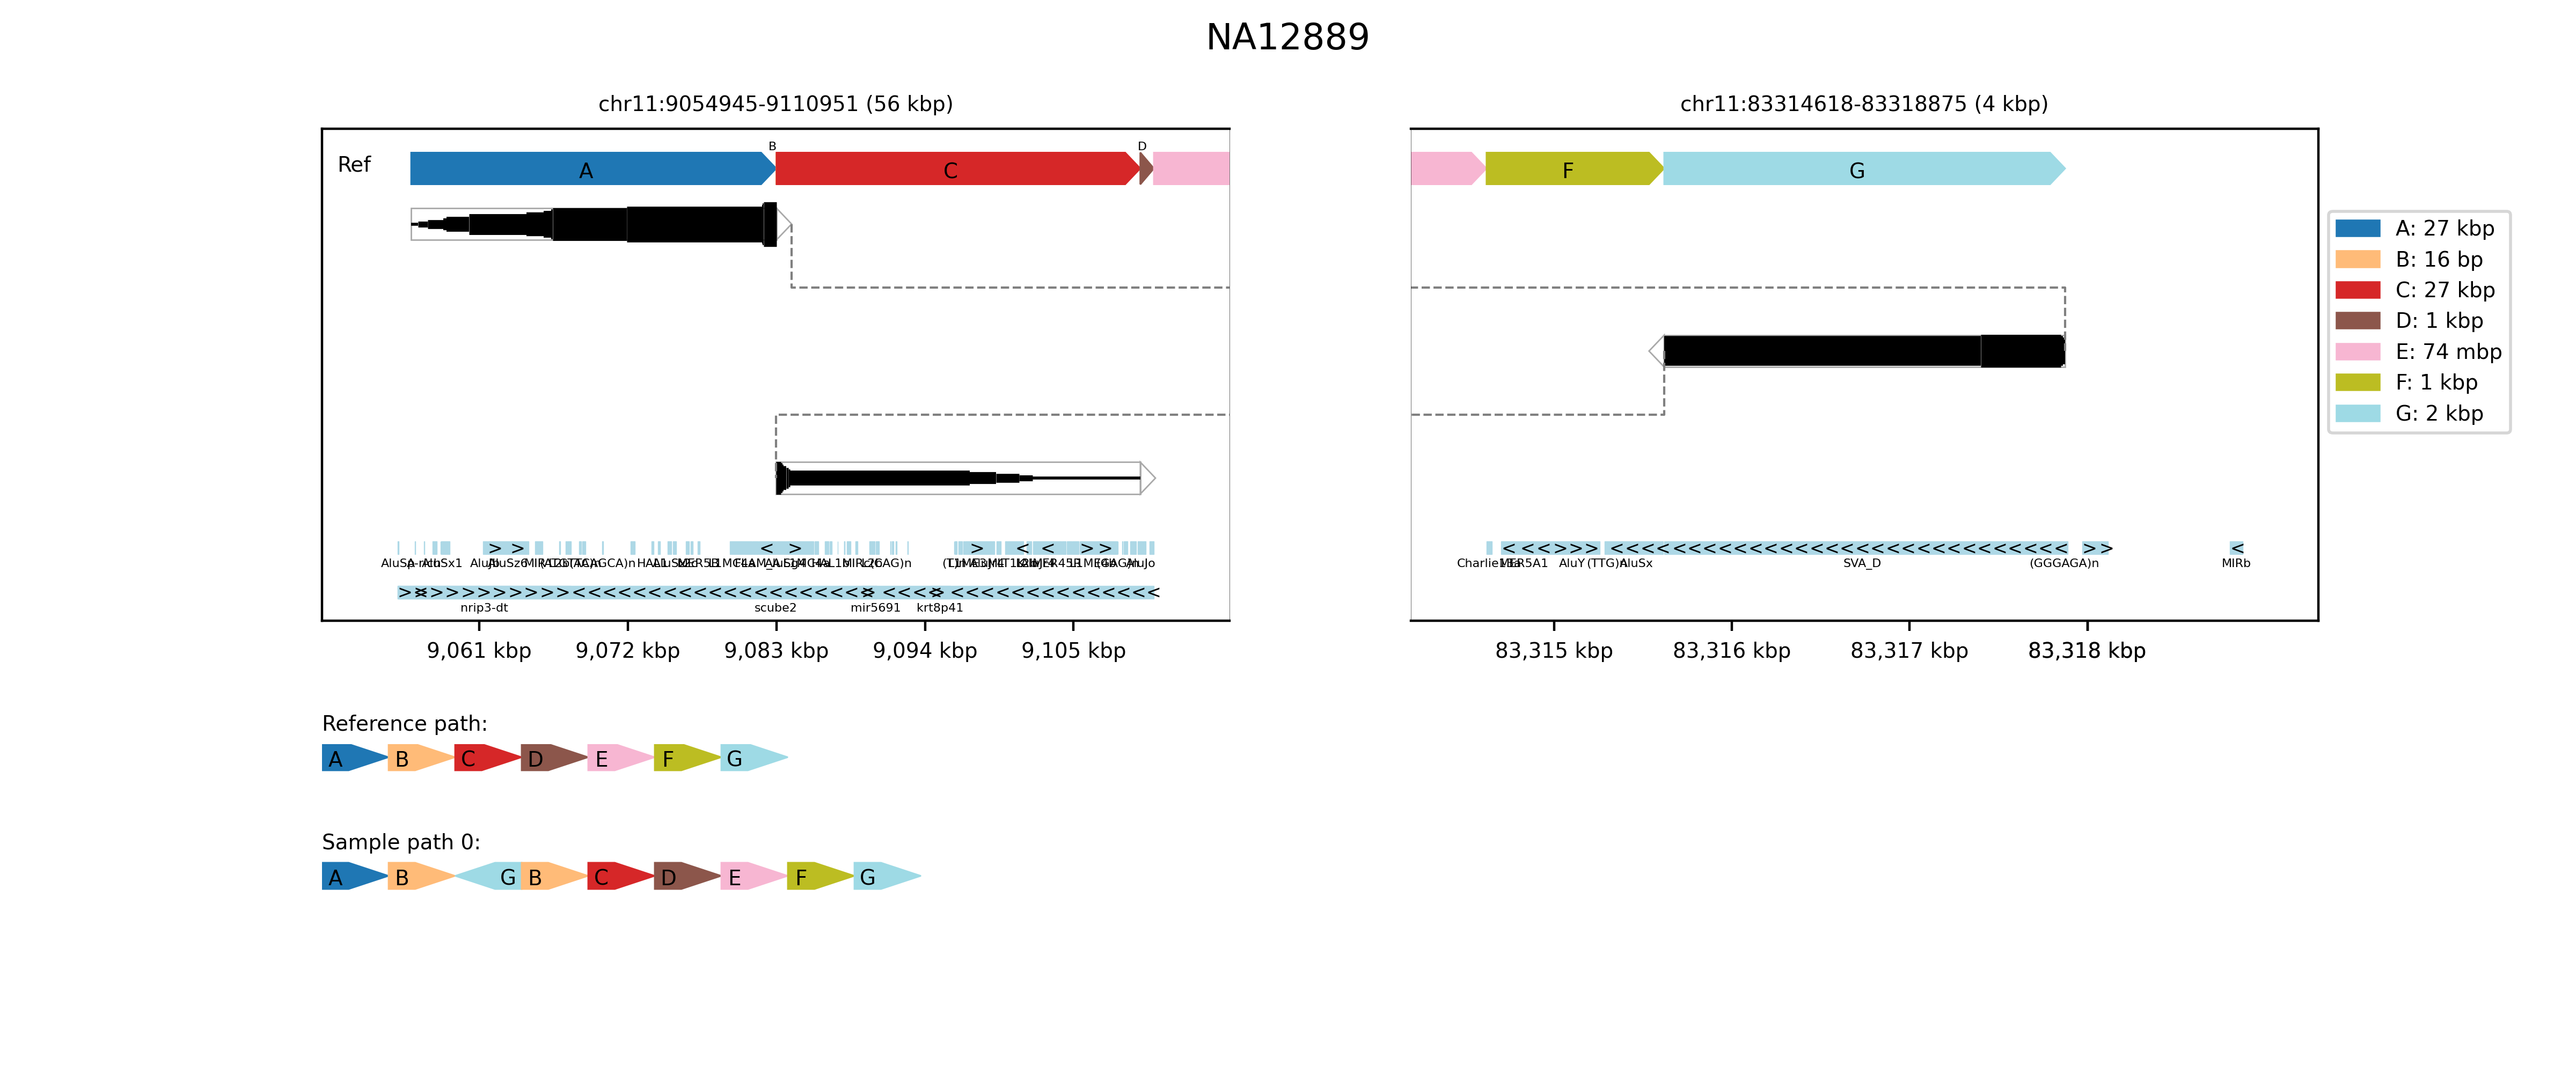 NA12889
chr11:9054945-9110951 (56 kbp)
chr11:83314618-83318875 (4 kbp)
Ref
A
B
C
D
F
G
A: 27 kbp
B: 16 bp
C: 27 kbp
D: 1 kbp
E: 74 mbp
F: 1 kbp
G: 2 kbp
AluY
(TTG)n
AluSx
SVA_D
(GGGAGA)n
MIRb
nrip3-dt
scube2
mir5691
krt8p41
9,061 kbp
9,072 kbp
9,083 kbp
9,094 kbp
9,105 kbp
83,315 kbp
83,316 kbp
83,317 kbp
83,318 kbp
Reference path:
A B C D E F G
Sample path 0:
A B G B C D E F G